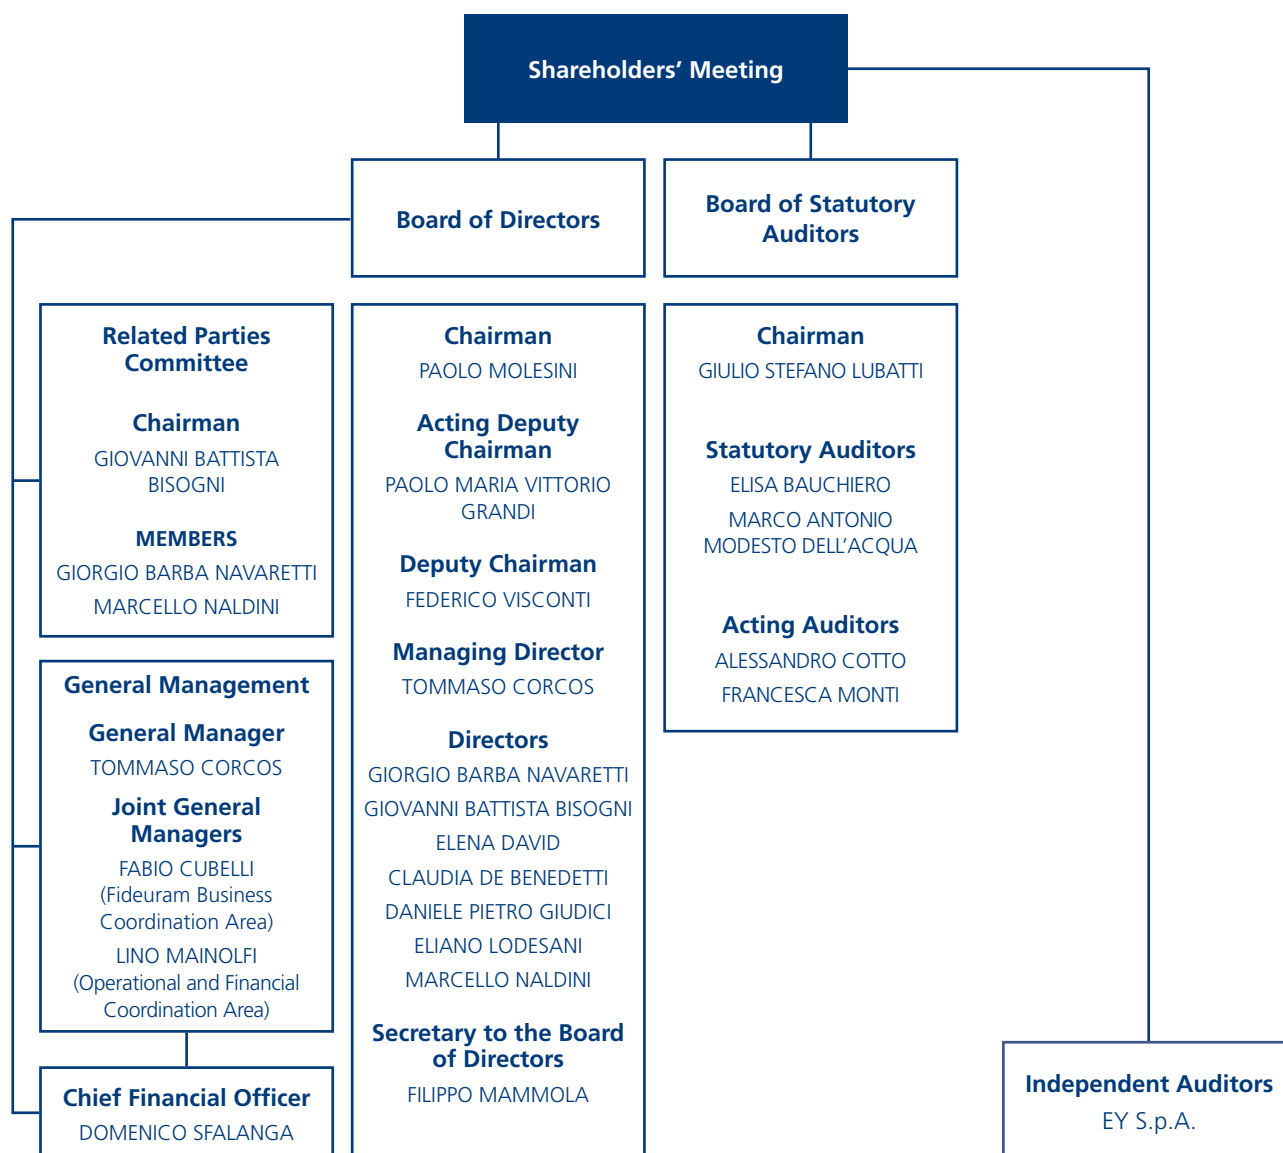 Shareholders’ Meeting
Board of Directors
Board of Statutory
Auditors
Related Parties
Committee
Chairman
GIOVANNI BATTISTA
BISOGNI
MEMBERS
GIORGIO BARBA NAVARETTI
MARCELLO NALDINI
General Management
General Manager
TOMMASO CORCOS
Joint General
Managers
FABIO CUBELLI
(Fideuram Business
Coordination Area)
LINO MAINOLFI
(Operational and Financial
Coordination Area)
Chief Financial Officer
DOMENICO SFALANGA
Chairman
PAOLO MOLESINI
Acting Deputy
Chairman
PAOLO MARIA VITTORIO
GRANDI
Deputy Chairman
FEDERICO VISCONTI
Managing Director
TOMMASO CORCOS
Directors
GIORGIO BARBA NAVARETTI
GIOVANNI BATTISTA BISOGNI
ELENA DAVID
CLAUDIA DE BENEDETTI
DANIELE PIETRO GIUDICI
ELIANO LODESANI
MARCELLO NALDINI
Secretary to the Board
of Directors
FILIPPO MAMMOLA
Chairman
GIULIO STEFANO LUBATTI
Statutory Auditors
ELISA BAUCHIERO
MARCO ANTONIO
MODESTO DELL’ACQUA
Acting Auditors
ALESSANDRO COTTO
FRANCESCA MONTI
Independent Auditors
EY S.p.A.